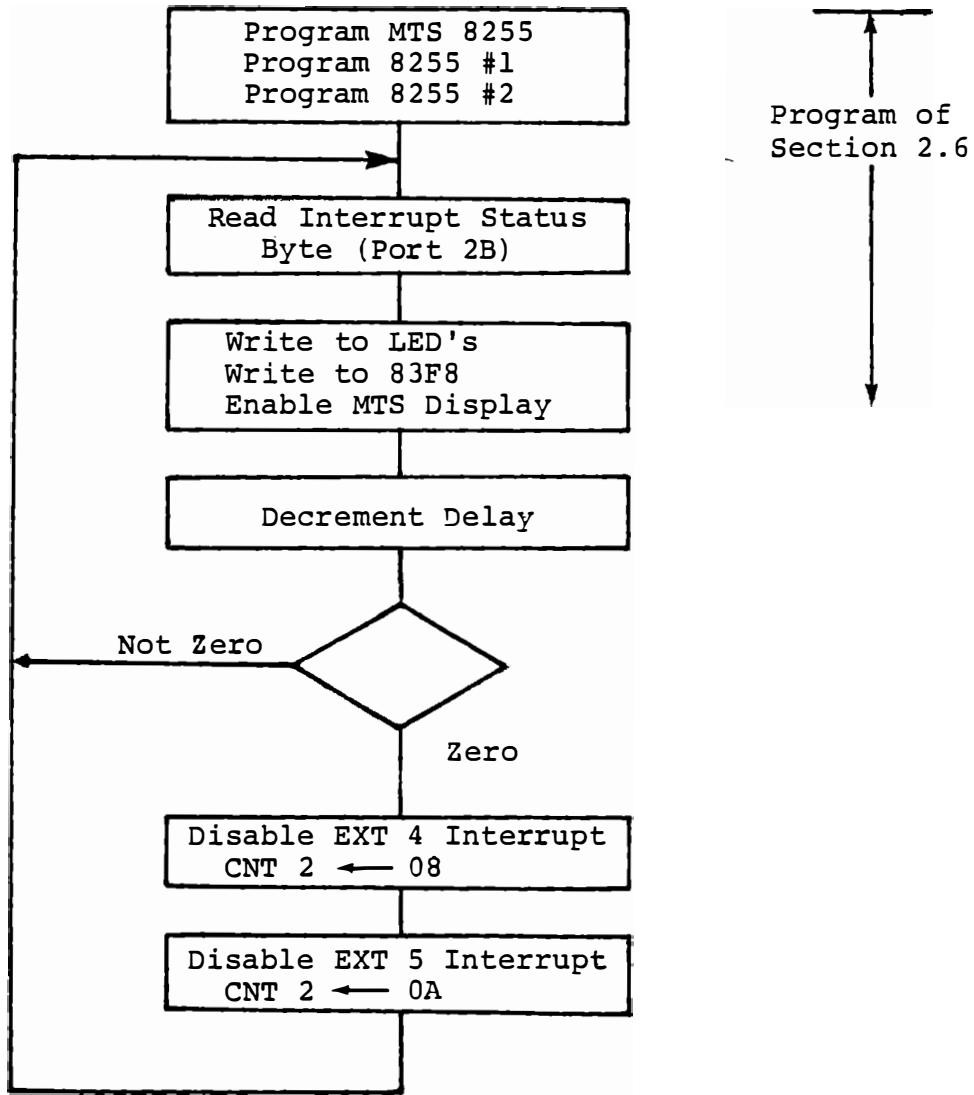 Program MTS 8255
Program 8255 #1
Program 8255 #2
Program of
Section 2.6
Read Interrupt Status
Byte (Port 2B)
Write to LED's
Write to 83F8
Enable MTS Display
Decrement Delay
Not Zero
Zero
Disable EXT 4 Interrupt
CNT 2 ← 08
Disable EXT 5 Interrupt
CNT 2 ← 0A